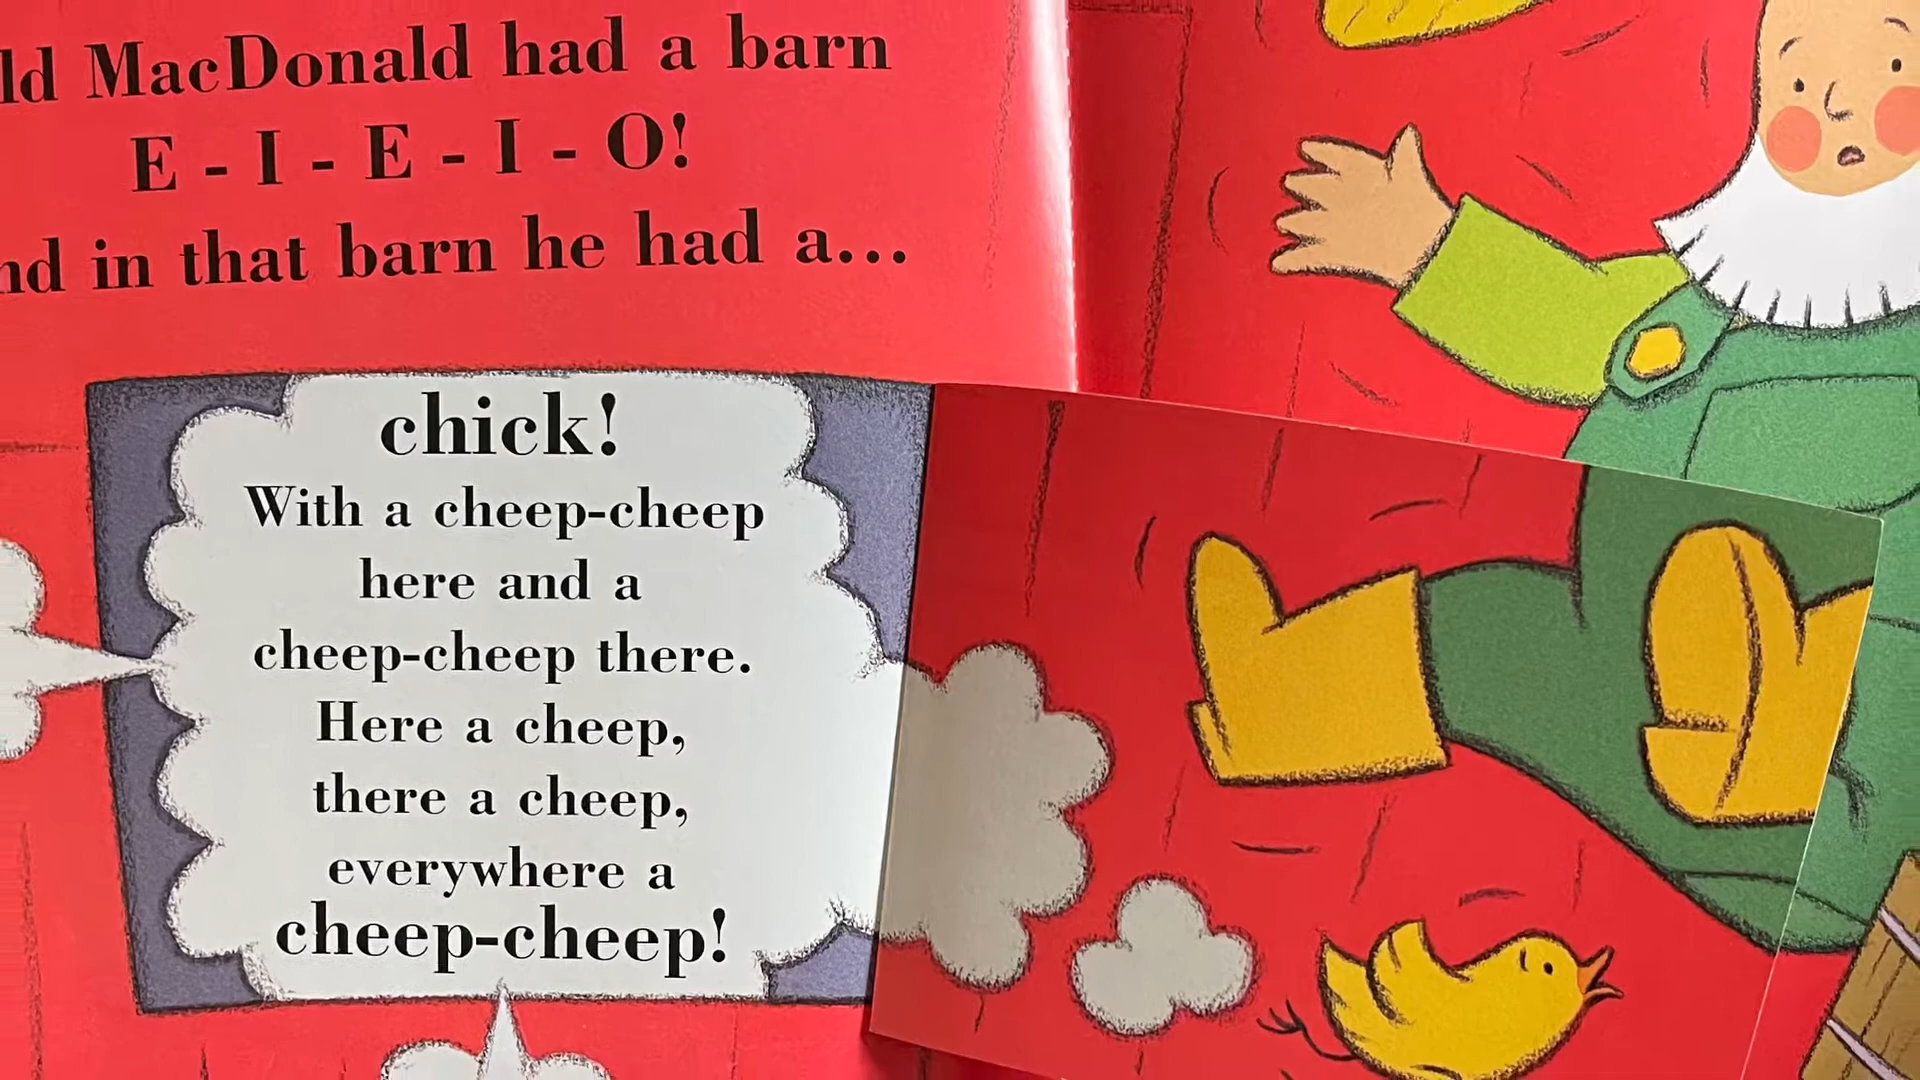 ld MacDonald had a barn
E - I - E - I - O!
nd in that barn he had a...
chick!
With a cheep-cheep
here and a
cheep-cheep there.
Here a cheep,
there a cheep,
everywhere a
cheep-cheep!